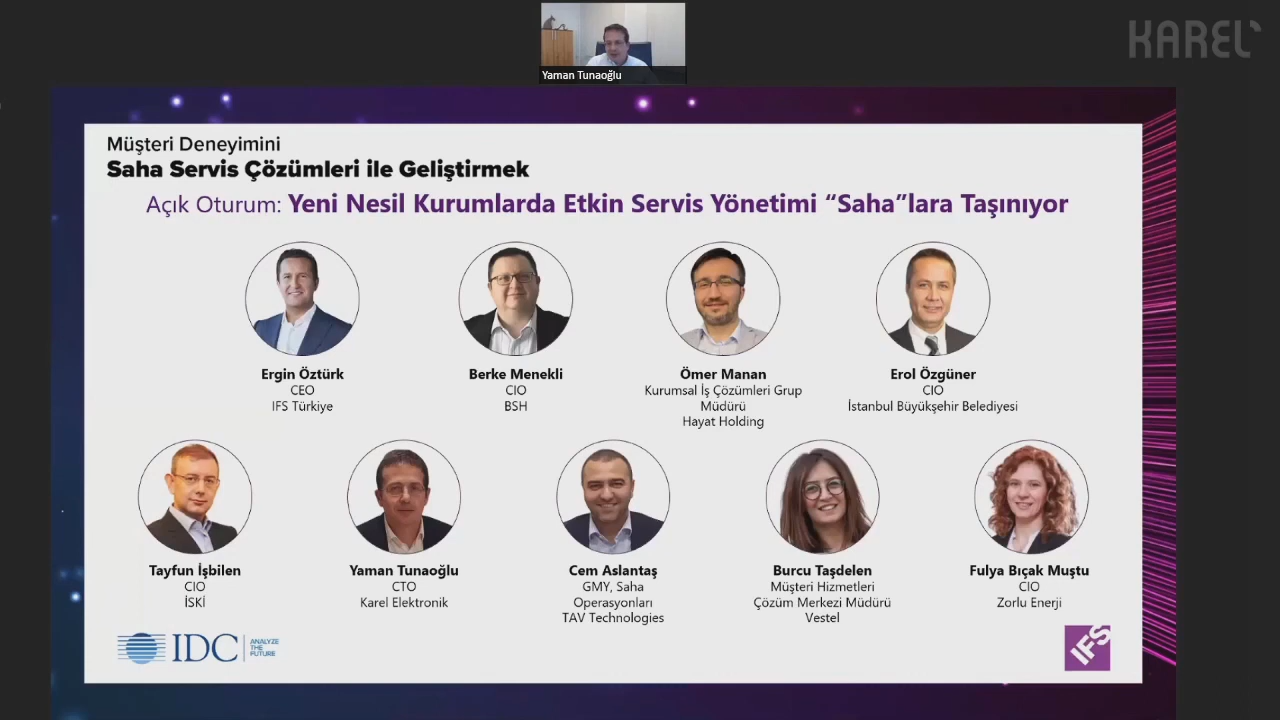 KAREL
Yaman Tunaoğlu
Müşteri Deneyimini
Saha Servis Çözümleri ile Geliştirmek
Açık Oturum: Yeni Nesil Kurumlarda Etkin Servis Yönetimi “Saha”lara Taşınıyor
Ergin Öztürk
CEO
IFS Türkiye
Berke Menekli
CIO
BSH
Ömer Manan
Kurumsal İş Çözümleri Grup
Müdürü
Hayat Holding
Erol Özgüner
CIO
İstanbul Büyükşehir Belediyesi
Tayfun İşbilen
CIO
İSKİ
Yaman Tunaoğlu
CTO
Karel Elektronik
Cem Aslantaş
GMY, Saha
Operasyonları
TAV Technologies
Burcu Taşdelen
Müşteri Hizmetleri
Çözüm Merkezi Müdürü
Vestel
Fulya Bıçak Muştu
CIO
Zorlu Enerji
IDC
ANALYZE
THE
FUTURE
IFS